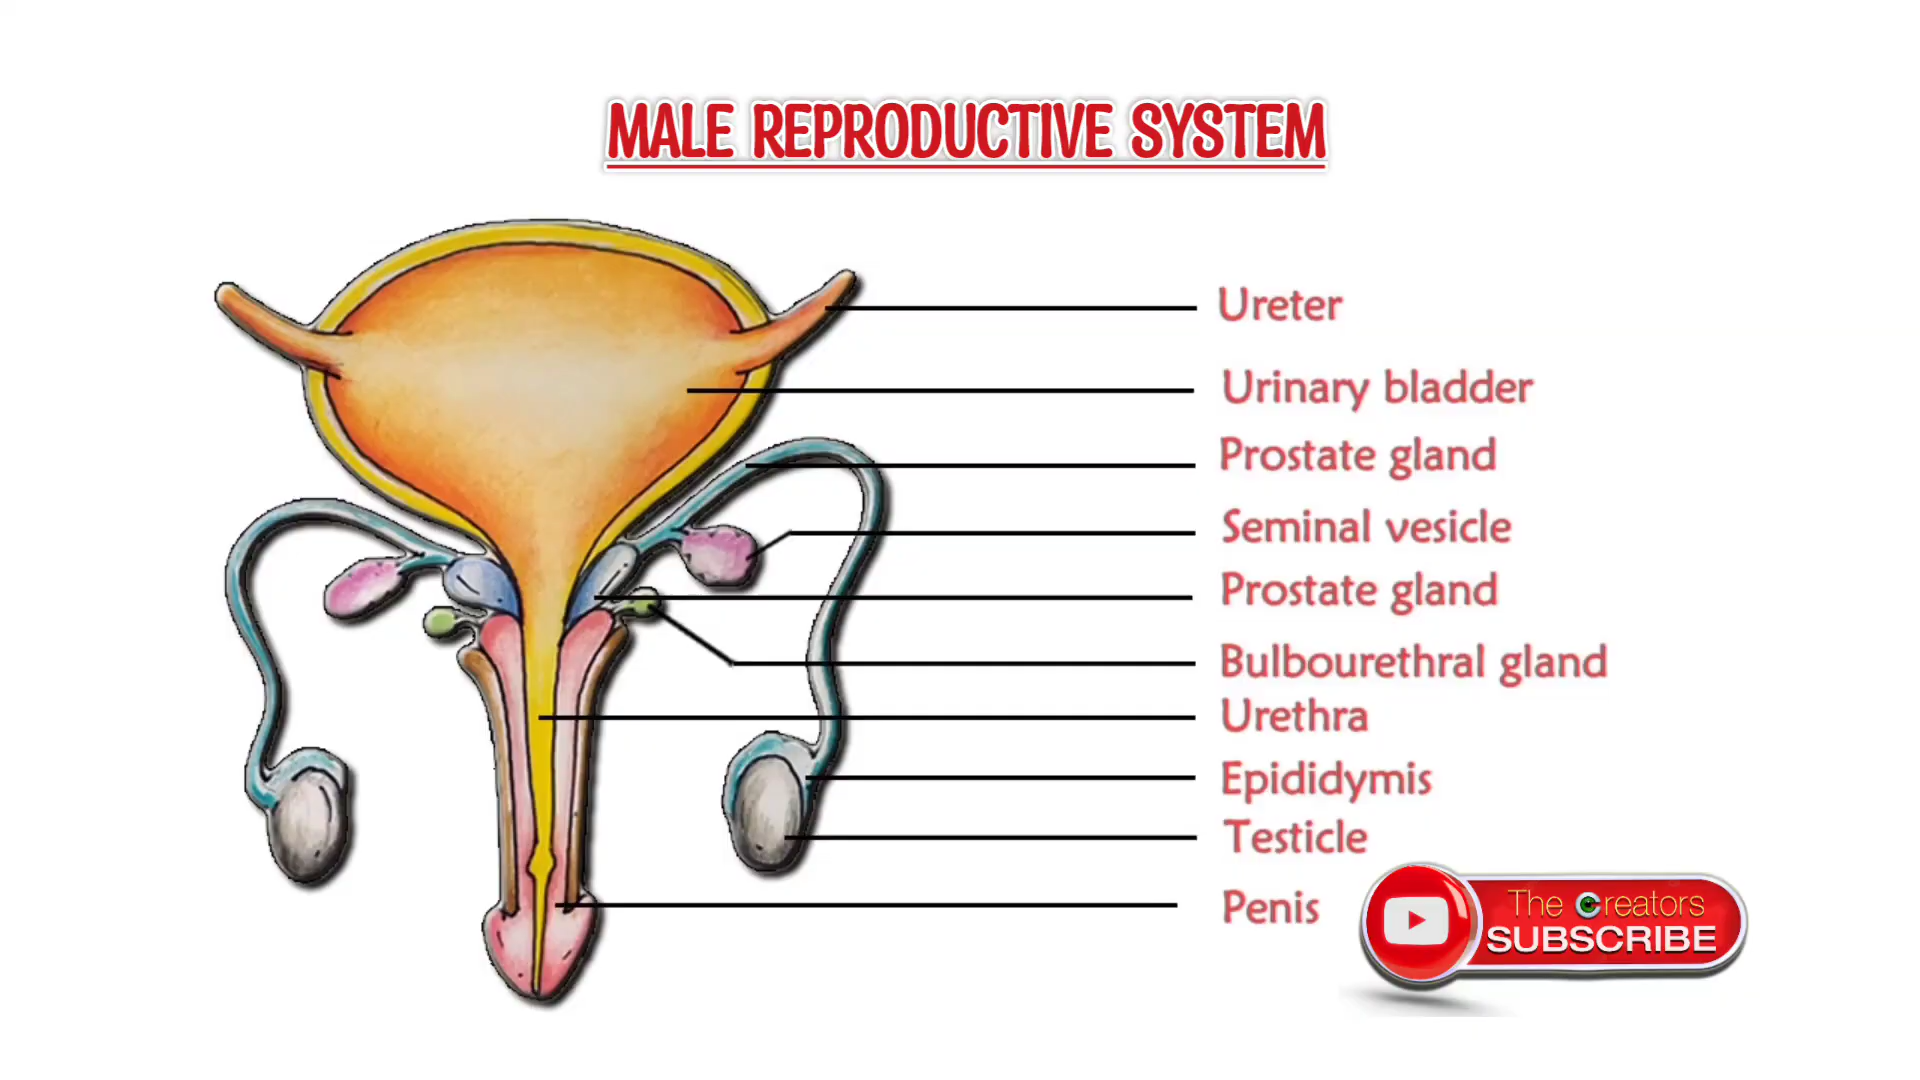 MALE REPRODUCTIVE SYSTEM
Ureter
Urinary bladder
Prostate gland
Seminal vesicle
Prostate gland
Bulbourethral gland
Urethra
Epididymis
Testicle
Penis
The Creators
SUBSCRIBE